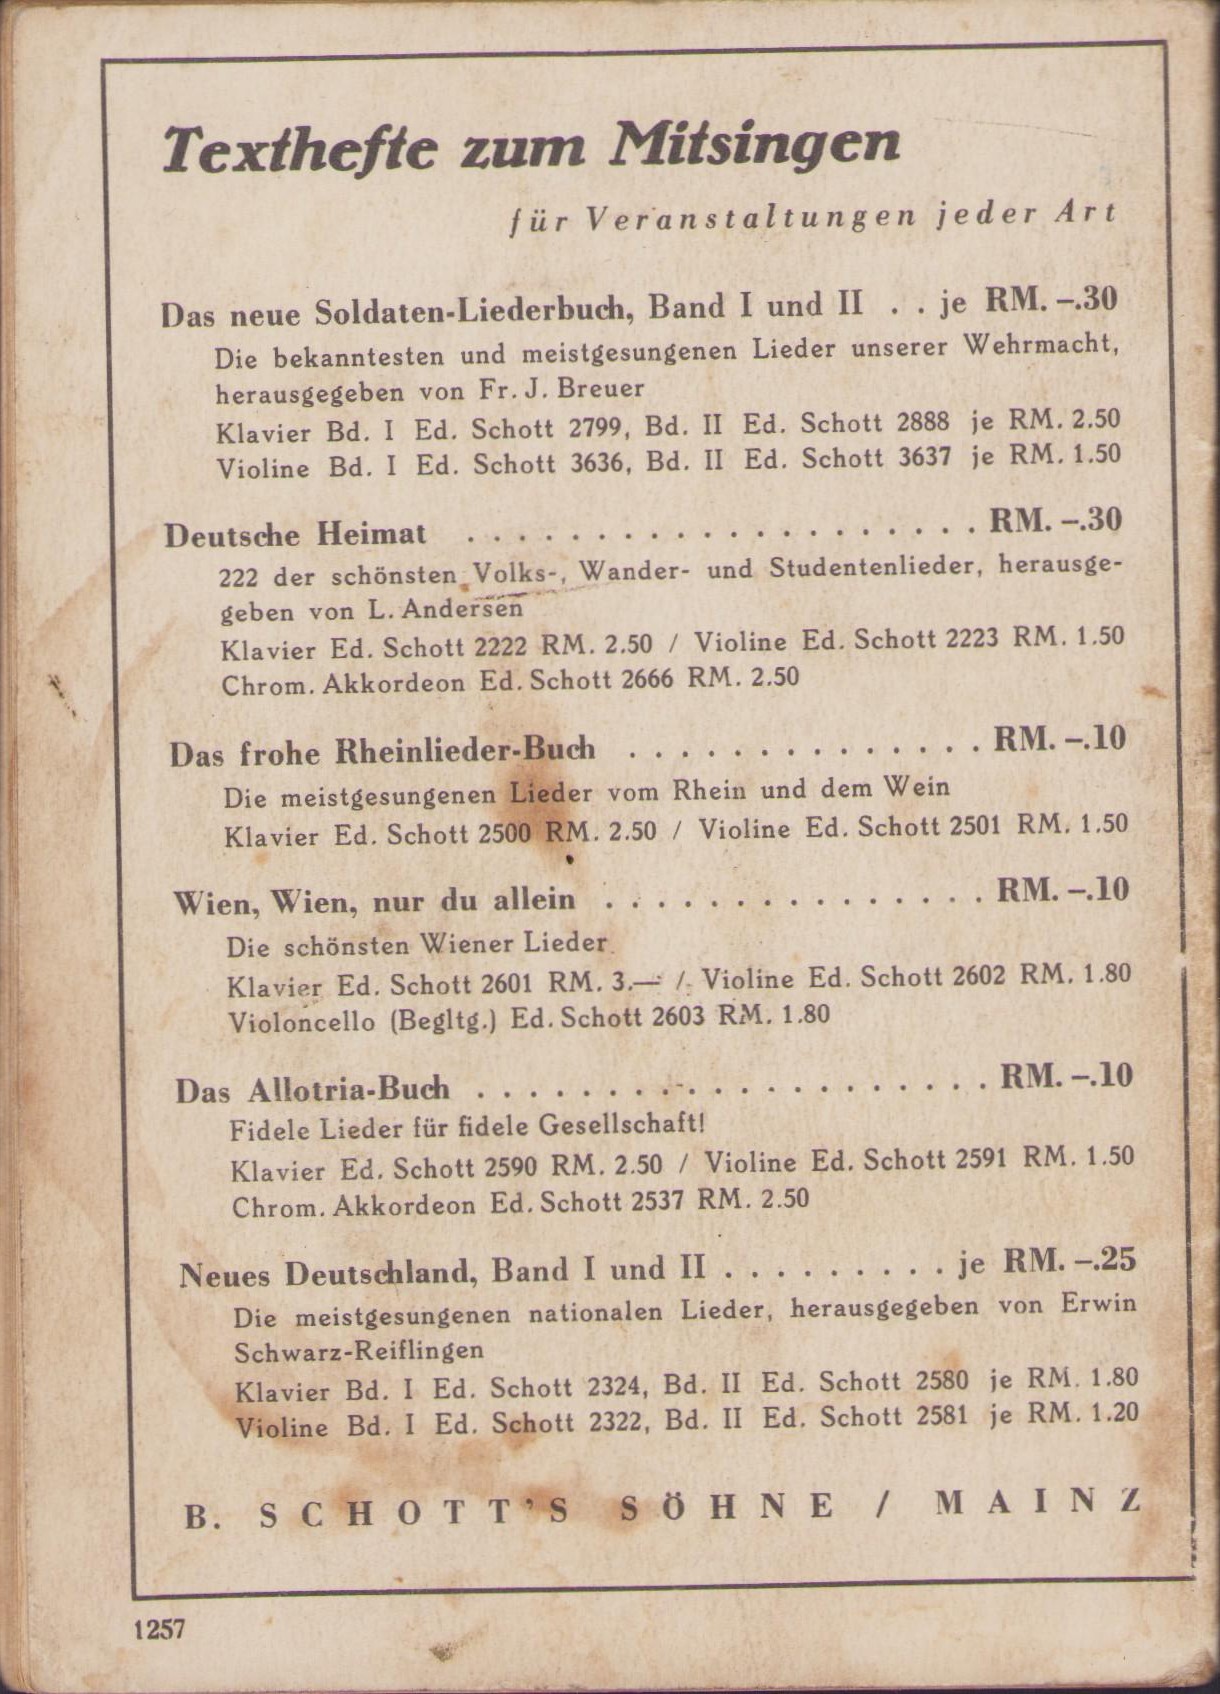 Texthefte zum Mitsingen
für Veranstaltungen jeder Art
Das neue Soldaten-Liederbuch, Band I und II . . je RM. –.30
Die bekanntesten und meistgesungenen Lieder unserer Wehrmacht,
herausgegeben von Fr. J. Breuer
Klavier Bd. I Ed. Schott 2799, Bd. II Ed. Schott 2888 je RM. 2.50
Violine Bd. I Ed. Schott 3636, Bd. II Ed. Schott 3637 je RM. 1.50
Deutsche Heimat . . . . . . . . . . . . . . . . . . . . RM. –.30
222 der schönsten Volks-, Wander- und Studentenlieder, herausge-
geben von L. Andersen
Klavier Ed. Schott 2222 RM. 2.50 / Violine Ed. Schott 2223 RM. 1.50
Chrom. Akkordeon Ed. Schott 2666 RM. 2.50
Das frohe Rheinlieder-Buch . . . . . . . . . . . . . . RM. –.10
Die meistgesungenen Lieder vom Rhein und dem Wein
Klavier Ed. Schott 2500 RM. 2.50 / Violine Ed. Schott 2501 RM. 1.50
Wien, Wien, nur du allein . . . . . . . . . . . . . . . RM. –.10
Die schönsten Wiener Lieder
Klavier Ed. Schott 2601 RM. 3.— / Violine Ed. Schott 2602 RM. 1.80
Violoncello (Begltg.) Ed. Schott 2603 RM. 1.80
Das Allotria-Buch . . . . . . . . . . . . . . . . . . . . RM. –.10
Fidele Lieder für fidele Gesellschaft!
Klavier Ed. Schott 2590 RM. 2.50 / Violine Ed. Schott 2591 RM. 1.50
Chrom. Akkordeon Ed. Schott 2537 RM. 2.50
Neues Deutschland, Band I und II . . . . . . . . . je RM. –.25
Die meistgesungenen nationalen Lieder, herausgegeben von Erwin
Schwarz-Reiflingen
Klavier Bd. I Ed. Schott 2324, Bd. II Ed. Schott 2580 je RM. 1.80
Violine Bd. I Ed. Schott 2322, Bd. II Ed. Schott 2581 je RM. 1.20
B. SCHOTT'S SÖHNE / MAINZ
1257